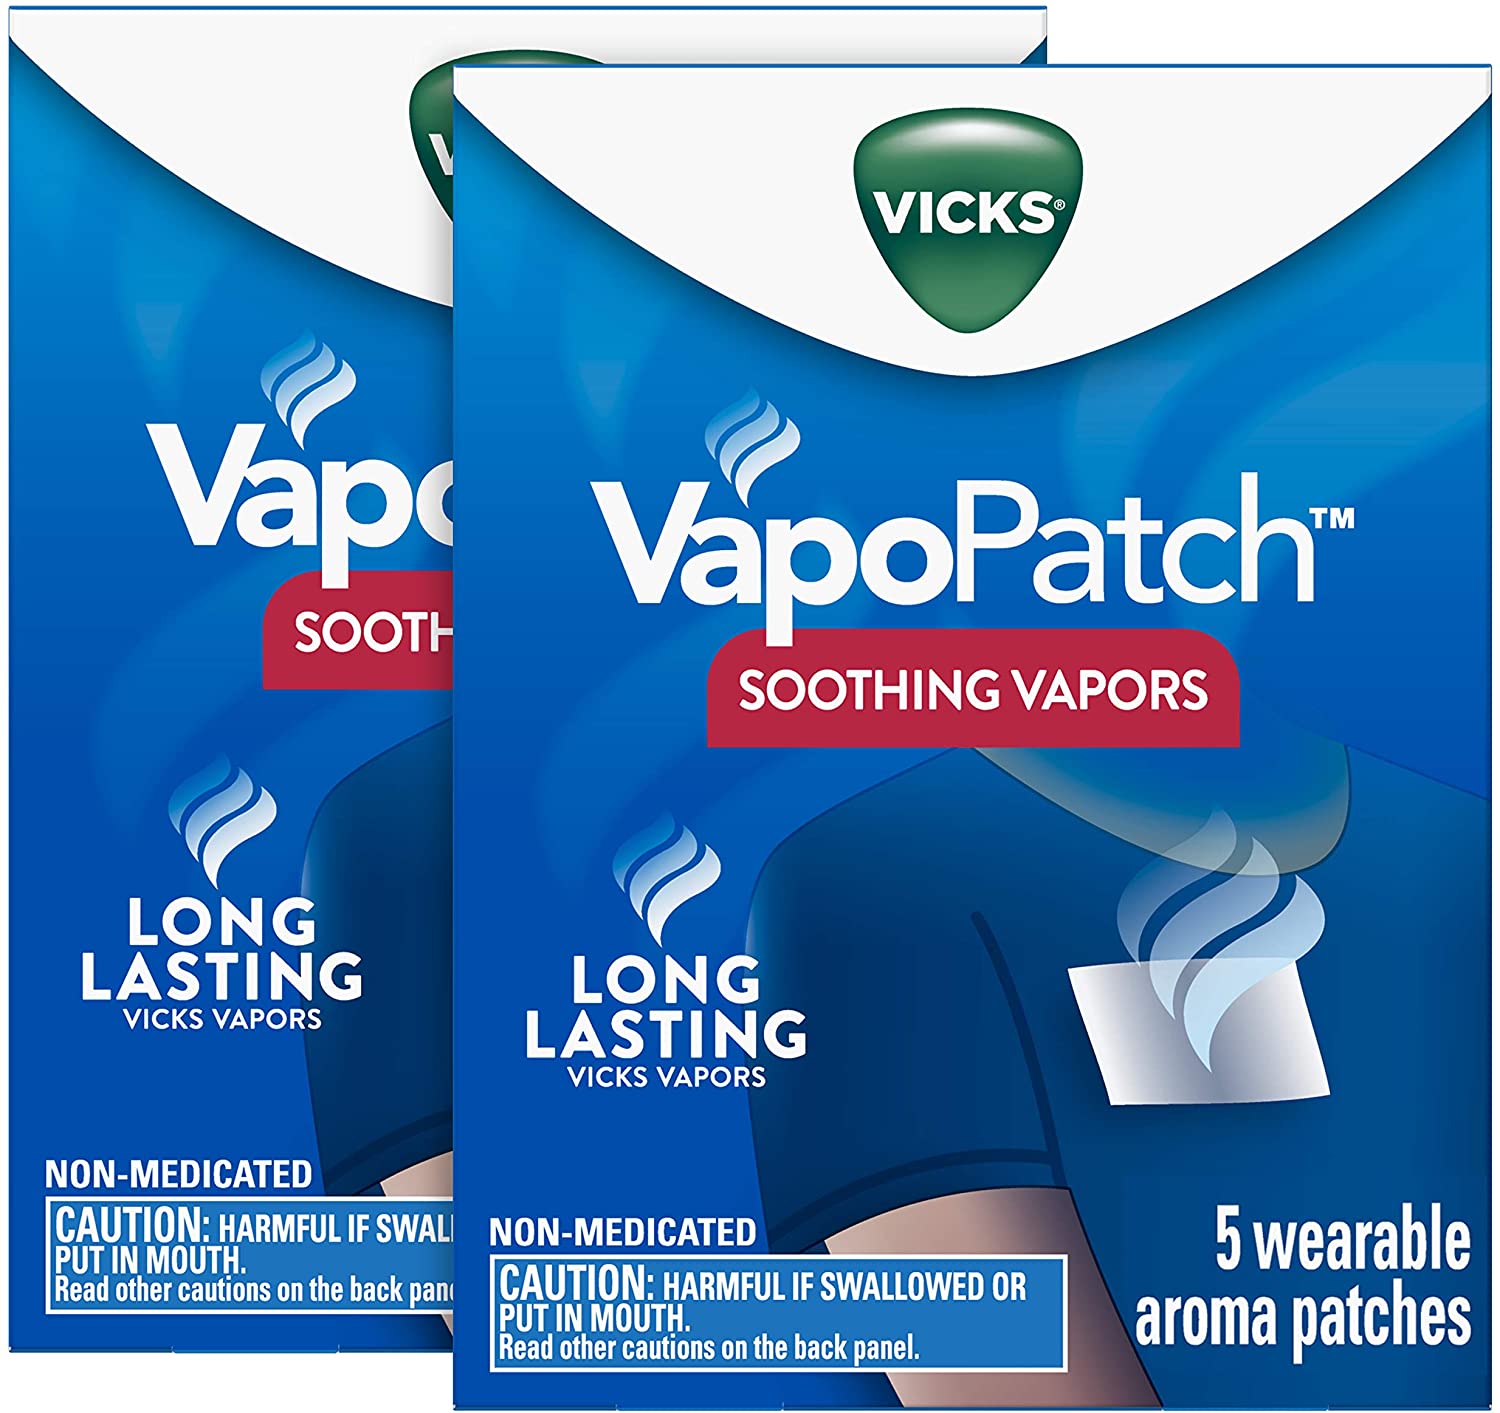 V
Vapo
SOOTH
LONG
LASTING
VICKS VAPORS
NON-MEDICATED
CAUTION: HARMFUL IF SWAL
PUT IN MOUTH.
Read other cautions on the back pan
VICKS®
VapoPatch™
SOOTHING VAPORS
LONG
LASTING
VICKS VAPORS
NON-MEDICATED
CAUTION: HARMFUL IF SWALLOWED OR
PUT IN MOUTH.
Read other cautions on the back panel.
5 wearable
aroma patches